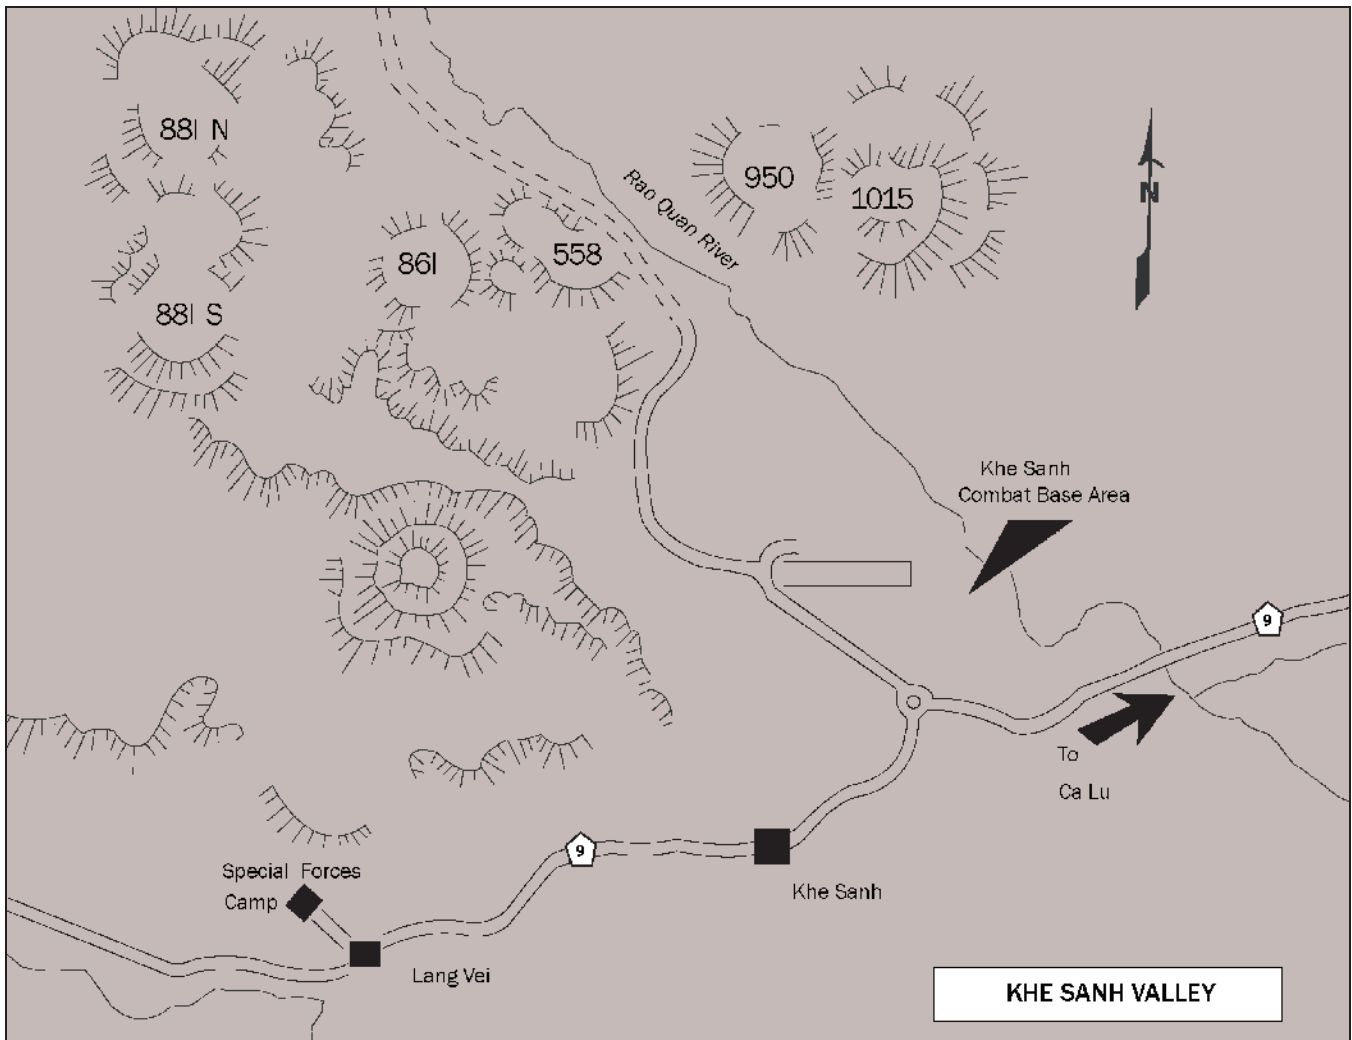 881 N
950
1015
Rao Quan River
N
861
558
881 S
Khe Sanh
Combat Base Area
9
To
Ca Lu
9
Khe Sanh
Special Forces
Camp
Lang Vei
KHE SANH VALLEY